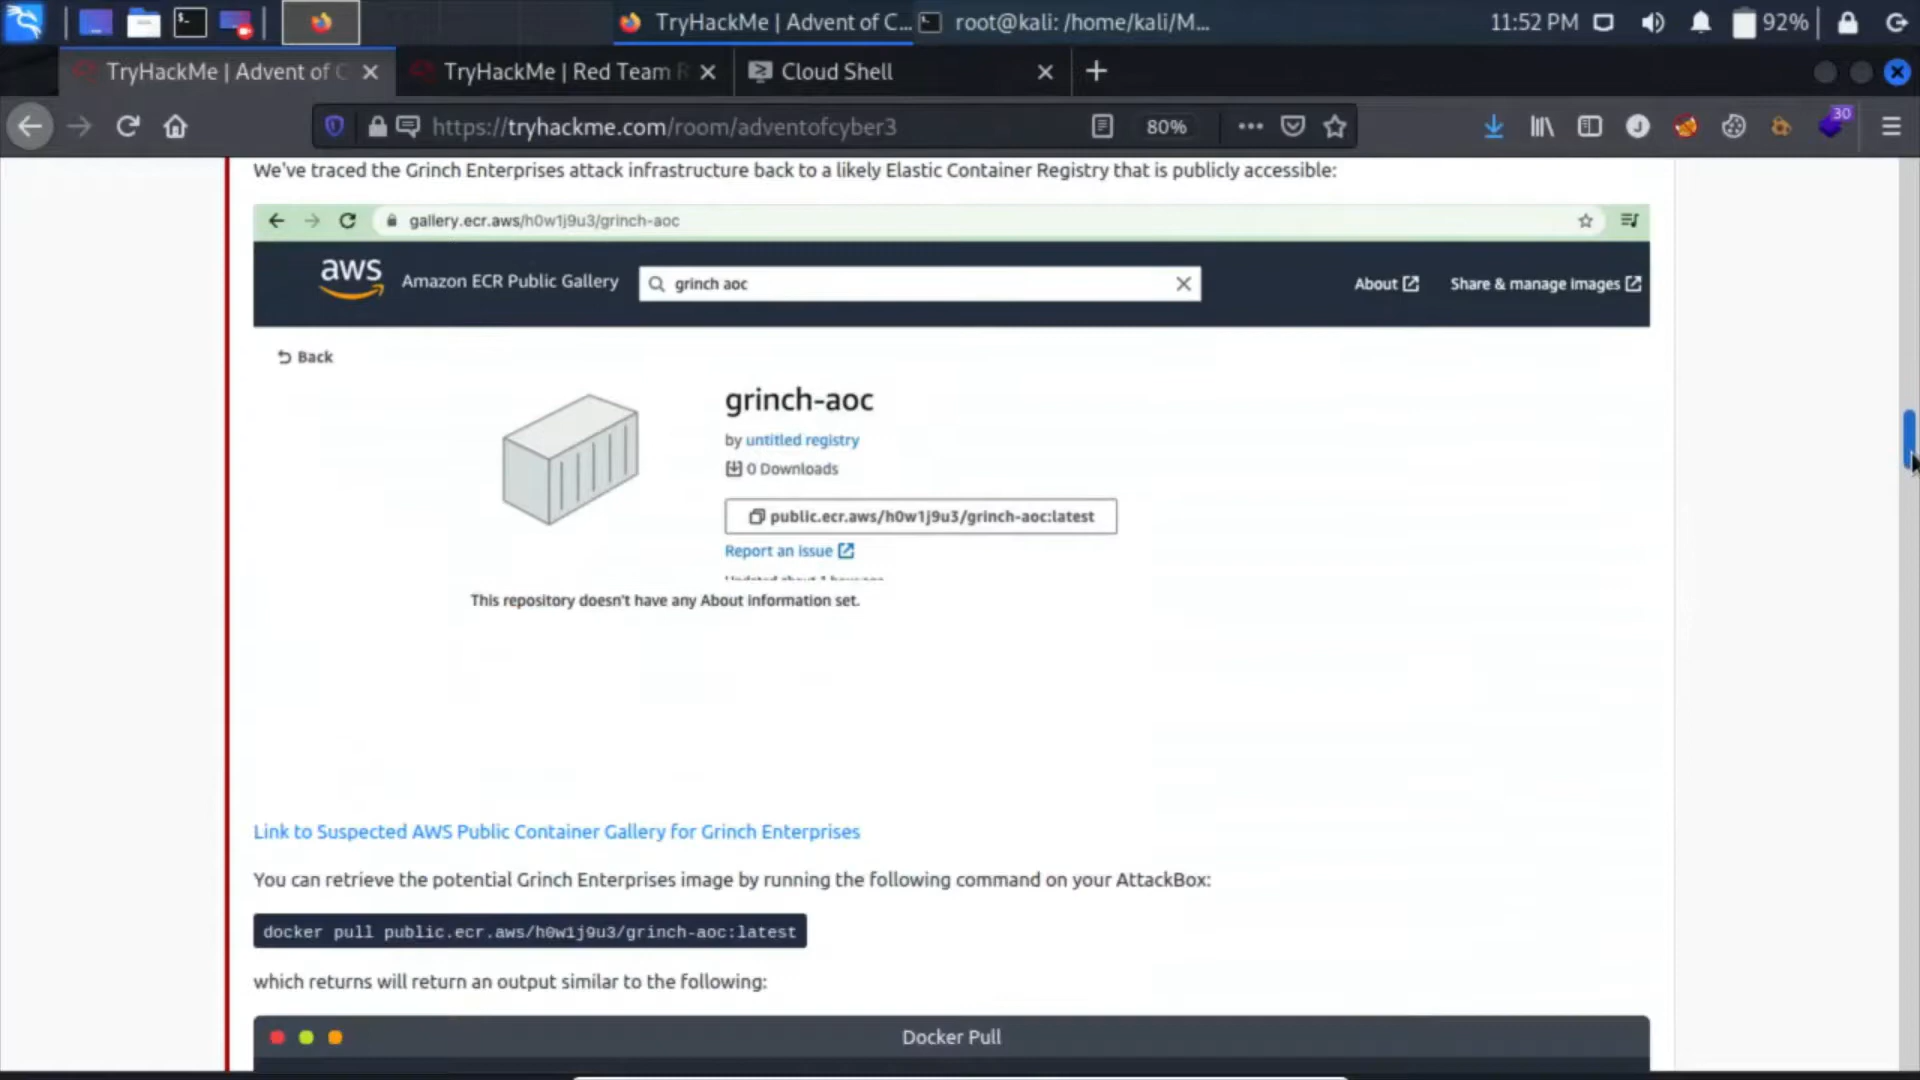 TryHackMe | Advent of C...
root@kali: /home/kali/M...
11:52 PM
92%
TryHackMe | Advent of C
TryHackMe | Red Team R
Cloud Shell
https://tryhackme.com/room/adventofcyber3
80%
30
We've traced the Grinch Enterprises attack infrastructure back to a likely Elastic Container Registry that is publicly accessible:
gallery.ecr.aws/h0w1j9u3/grinch-aoc
aws
Amazon ECR Public Gallery
grinch aoc
About
Share & manage images
Back
grinch-aoc
by untitled registry
0 Downloads
public.ecr.aws/h0w1j9u3/grinch-aoc:latest
Report an issue
This repository doesn't have any About information set.
Link to Suspected AWS Public Container Gallery for Grinch Enterprises
You can retrieve the potential Grinch Enterprises image by running the following command on your AttackBox:
docker pull public.ecr.aws/h0w1j9u3/grinch-aoc:latest
which returns will return an output similar to the following:
Docker Pull